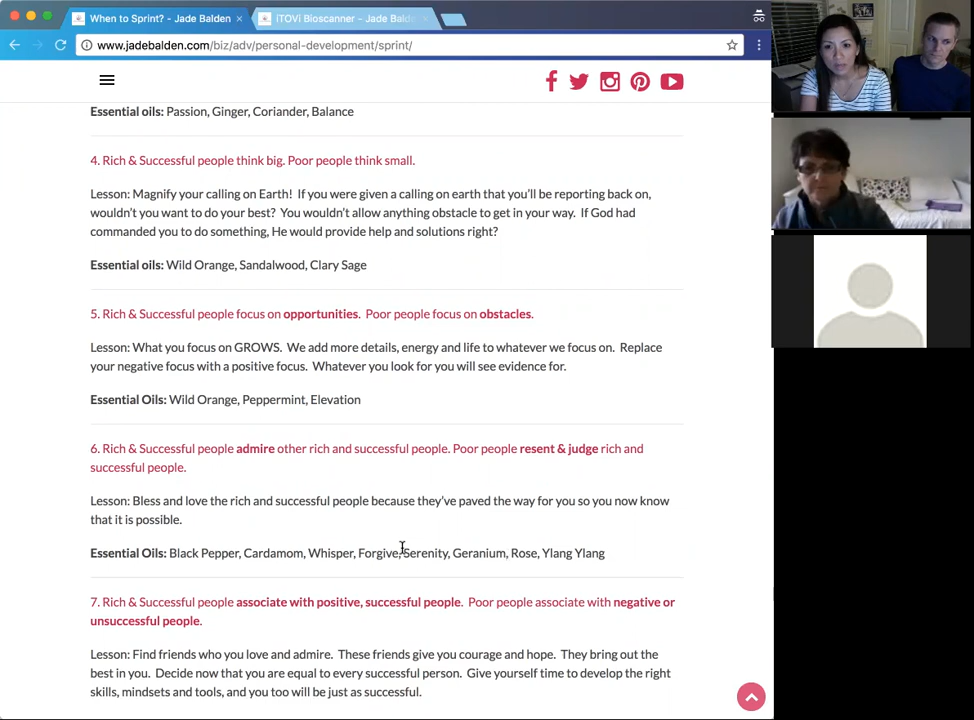 When to Sprint? - Jade Balden
iTOVi Bioscanner - Jade Bald
www.jadebalden.com/biz/adv/personal-development/sprint/
Essential oils: Passion, Ginger, Coriander, Balance
4. Rich & Successful people think big. Poor people think small.
Lesson: Magnify your calling on Earth!  If you were given a calling on earth that you'll be reporting back on,
wouldn't you want to do your best?  You wouldn't allow anything obstacle to get in your way.  If God had
commanded you to do something, He would provide help and solutions right?
Essential oils: Wild Orange, Sandalwood, Clary Sage
5. Rich & Successful people focus on opportunities.  Poor people focus on obstacles.
Lesson: What you focus on GROWS.  We add more details, energy and life to whatever we focus on.  Replace
your negative focus with a positive focus.  Whatever you look for you will see evidence for.
Essential Oils: Wild Orange, Peppermint, Elevation
6. Rich & Successful people admire other rich and successful people. Poor people resent & judge rich and
successful people.
Lesson: Bless and love the rich and successful people because they've paved the way for you so you now know
that it is possible.
Essential Oils: Black Pepper, Cardamom, Whisper, Forgive, Serenity, Geranium, Rose, Ylang Ylang
7. Rich & Successful people associate with positive, successful people.  Poor people associate with negative or
unsuccessful people.
Lesson: Find friends who you love and admire.  These friends give you courage and hope.  They bring out the
best in you.  Decide now that you are equal to every successful person.  Give yourself time to develop the right
skills, mindsets and tools, and you too will be just as successful.